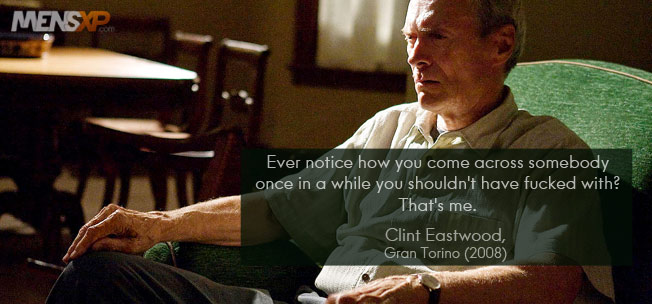 MENSXP.com
Ever notice how you come across somebody
once in a while you shouldn't have fucked with?
That's me.
Clint Eastwood,
Gran Torino (2008)